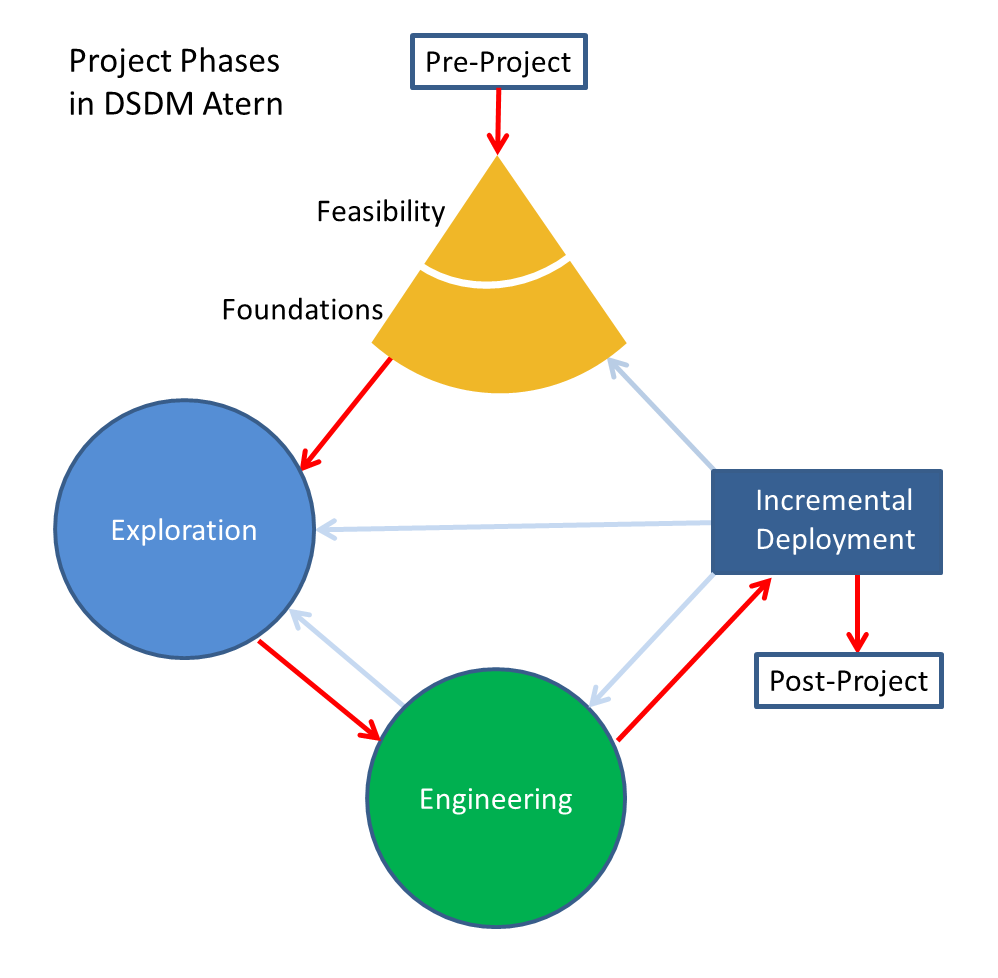 Project Phases
in DSDM Atern
Pre-Project
Feasibility
Foundations
Exploration
Incremental
Deployment
Post-Project
Engineering